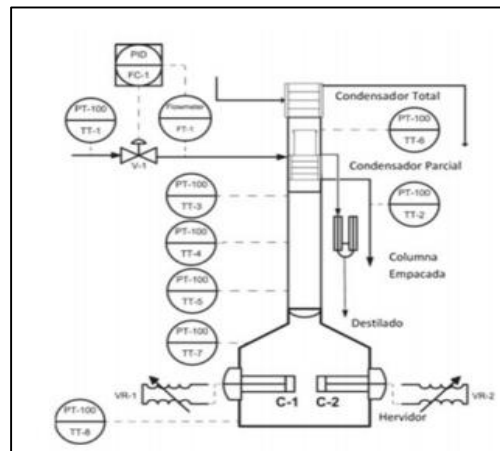 PID
FC-1
PT-100
TT-1
Flowmeter
FT-1
V-1
Condensador Total
PT-100
TT-6
Condensador Parcial
PT-100
TT-3
PT-100
TT-2
PT-100
TT-4
Columna
Empacada
PT-100
TT-5
Destilado
PT-100
TT-7
VR-1
C-1
C-2
VR-2
Hervidor
PT-100
TT-8